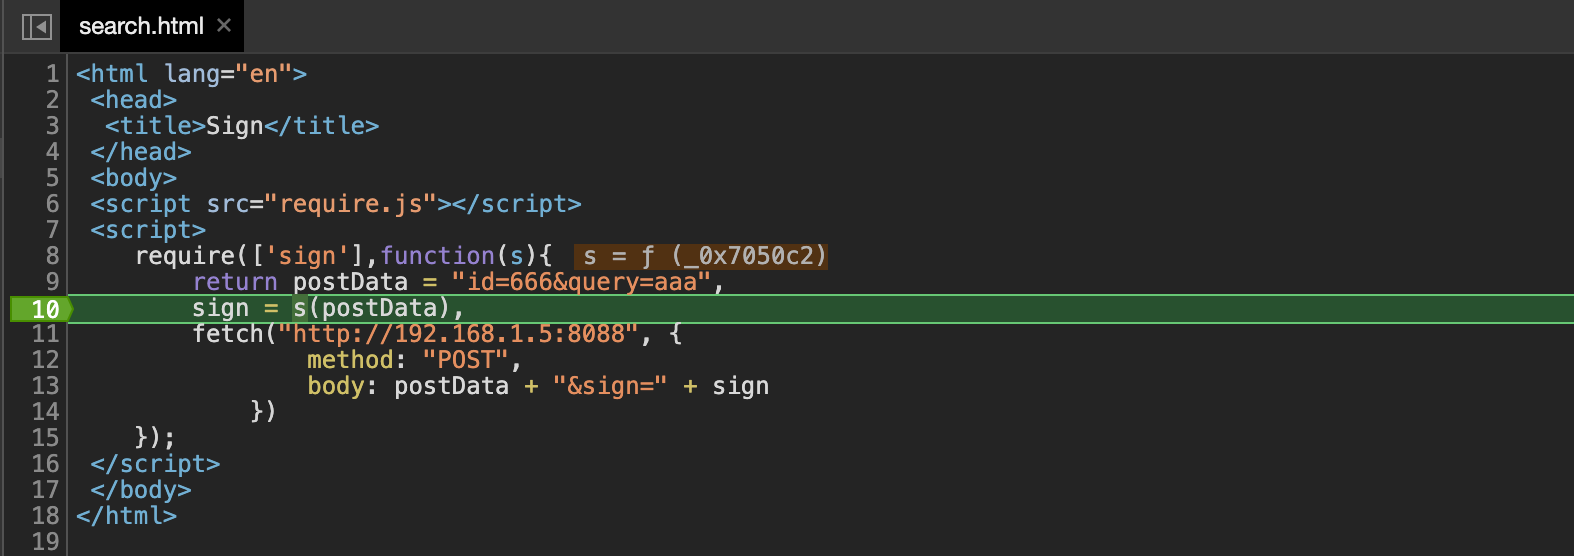 search.html ×
1 <html lang="en">
2 <head>
3 <title>Sign</title>
4 </head>
5 <body>
6 <script src="require.js"></script>
7 <script>
8 require(['sign'],function(s){ s = ƒ (_0x7050c2)
9 return postData = "id=666&query=aaa",
10 sign = s(postData),
11 fetch("http://192.168.1.5:8088", {
12 method: "POST",
13 body: postData + "&sign=" + sign
14 })
15 });
16 </script>
17 </body>
18 </html>
19